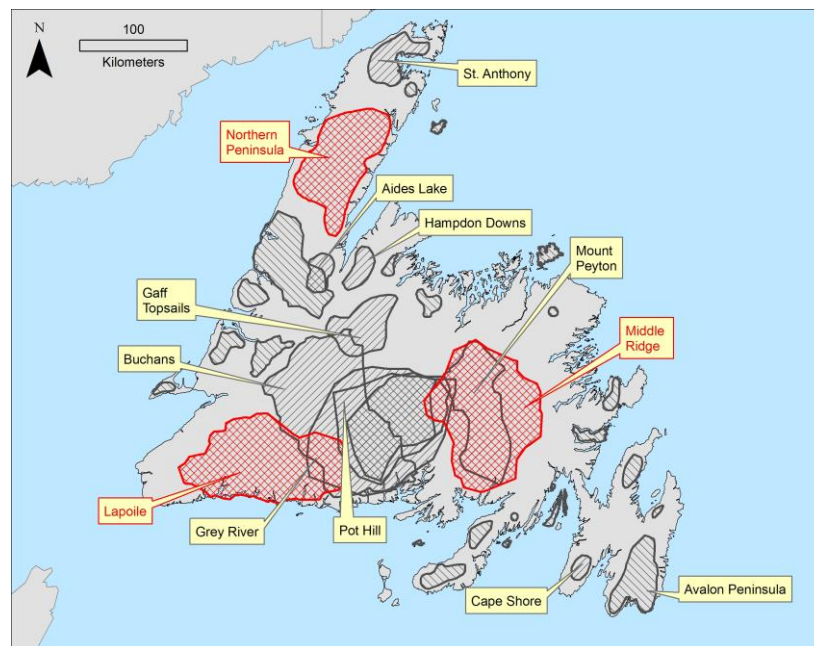 N
100
Kilometers
St. Anthony
Northern
Peninsula
Aides Lake
Hampdon Downs
Mount
Peyton
Gaff
Topsails
Middle
Ridge
Buchans
Lapoile
Grey River
Pot Hill
Cape Shore
Avalon Peninsula